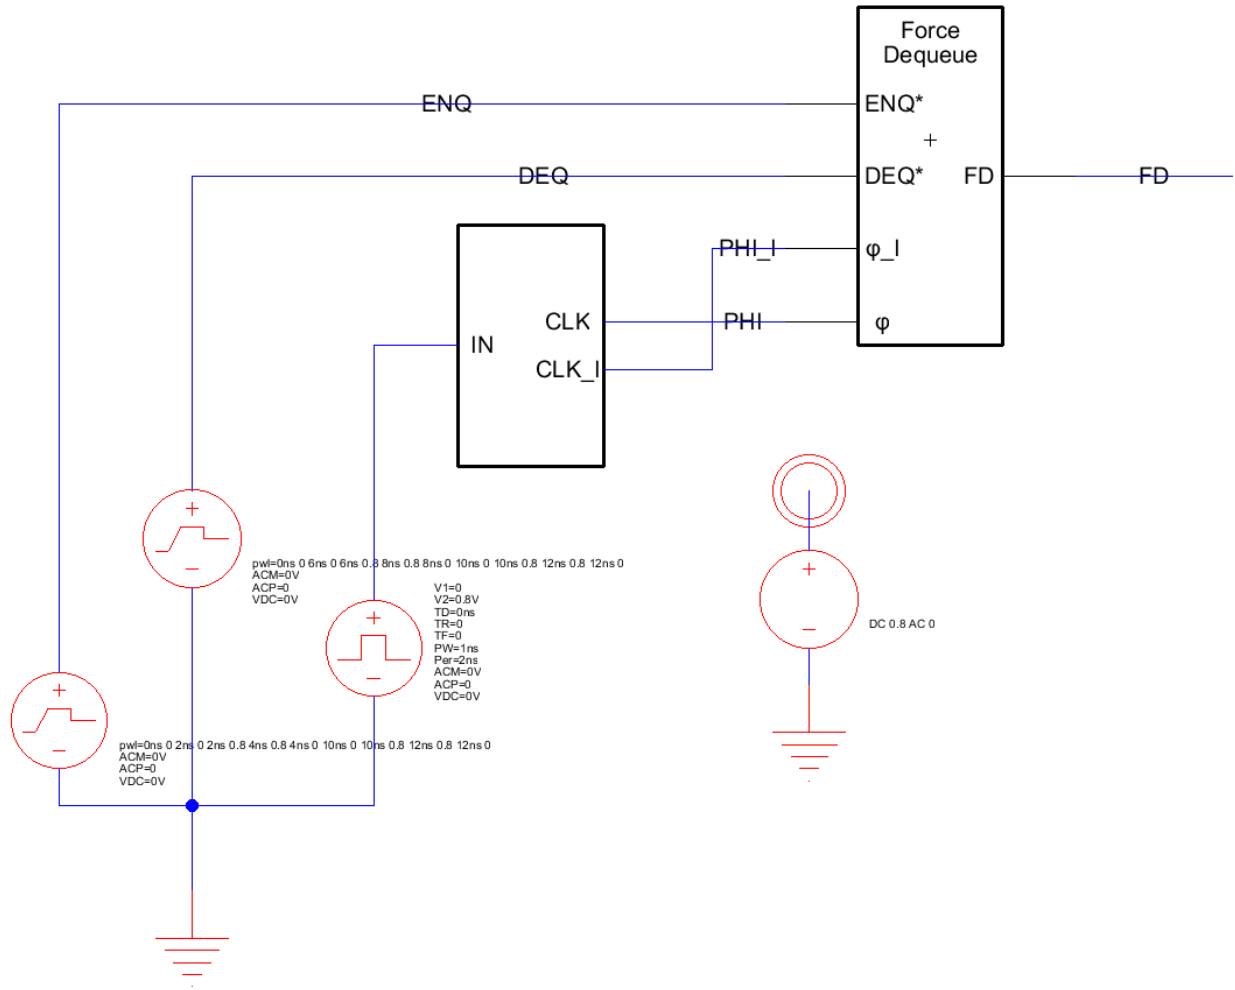 Force
Dequeue
ENQ
ENQ*
DEQ
DEQ*
FD
FD
PHI_I
φ_I
CLK
PHI
φ
IN
CLK_I
pwl=0ns 0 6ns 0 6ns 0.8 8ns 0.8 8ns 0 10ns 0 10ns 0.8 12ns 0.8 12ns 0
ACM=0V
ACP=0
VDC=0V
V1=0
V2=0.8V
TD=0ns
TR=0
TF=0
PW=1ns
Per=2ns
ACM=0V
ACP=0
VDC=0V
DC 0.8 AC 0
pwl=0ns 0 2ns 0 2ns 0.8 4ns 0.8 4ns 0 10ns 0 10ns 0.8 12ns 0.8 12ns 0
ACM=0V
ACP=0
VDC=0V